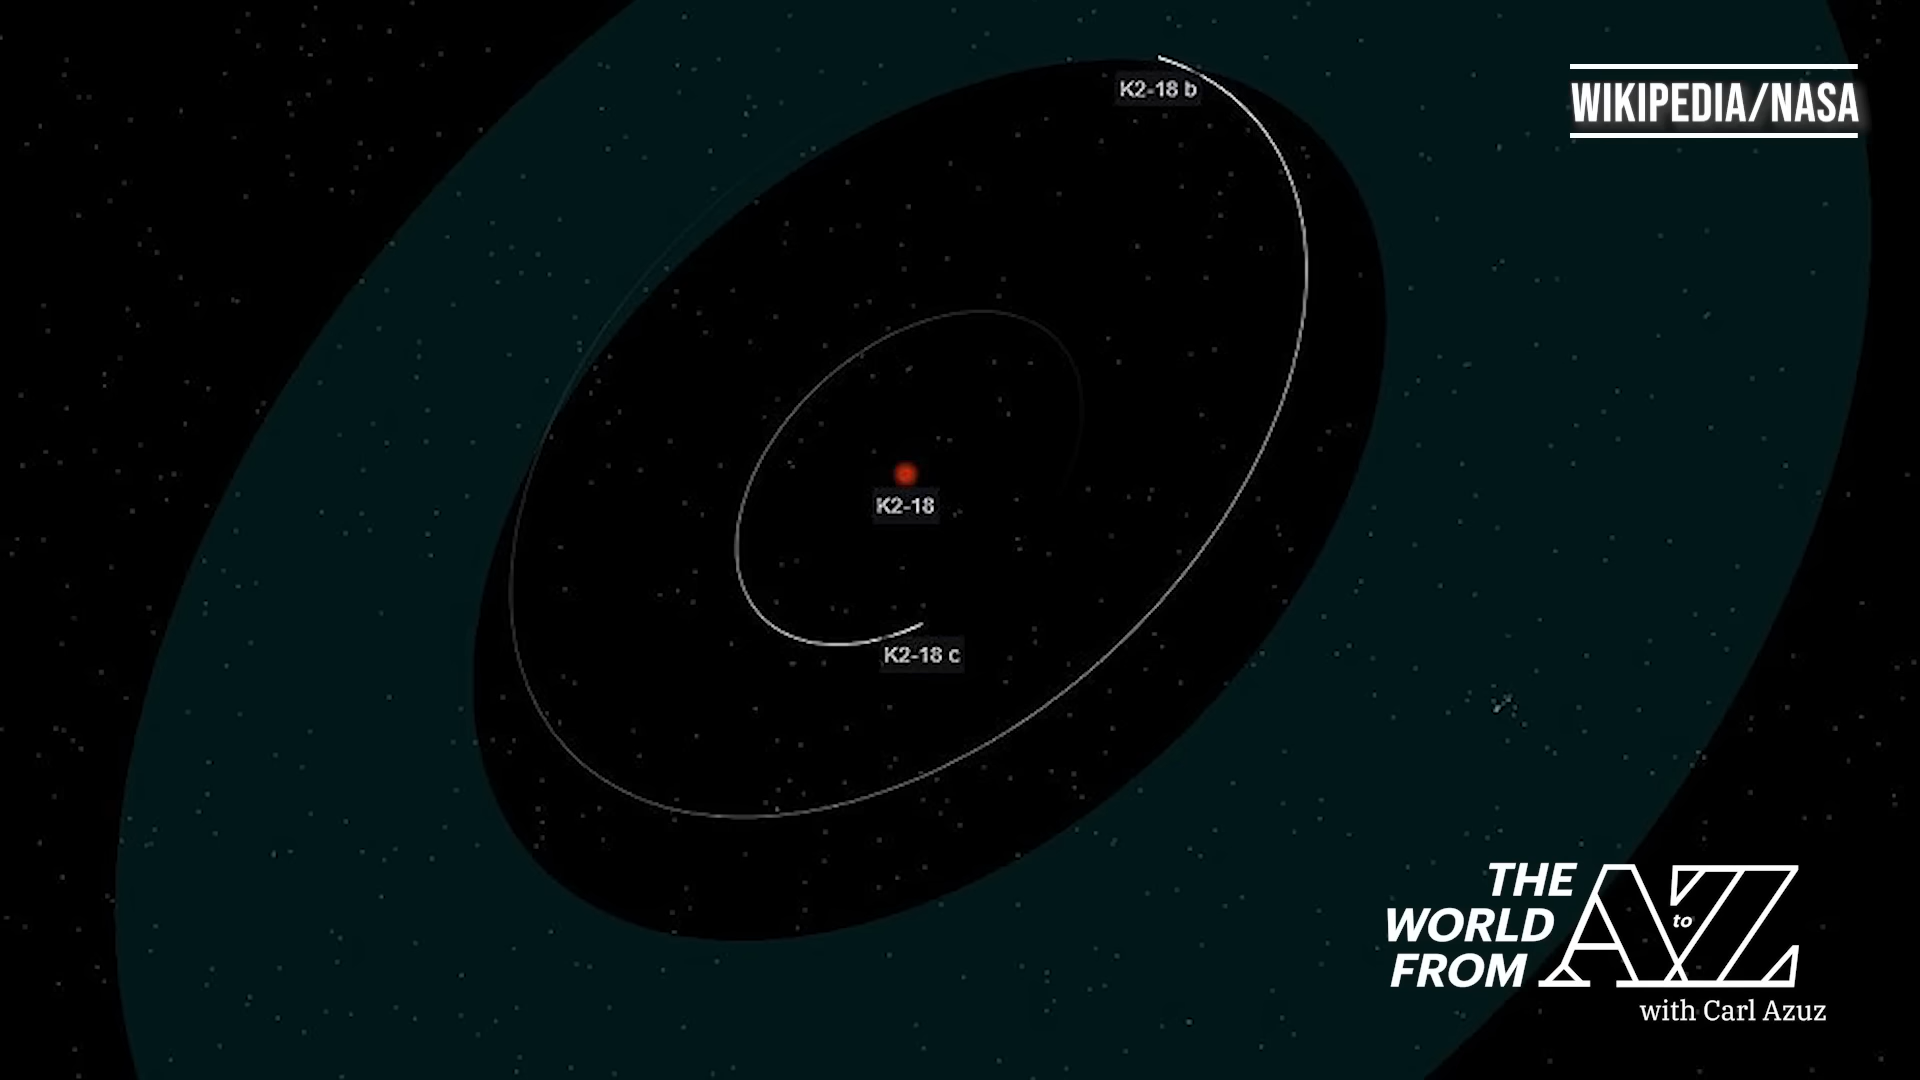 K2-18 b
WIKIPEDIA/NASA
K2-18
K2-18 c
THE
WORLD
FROM
A to Z
with Carl Azuz